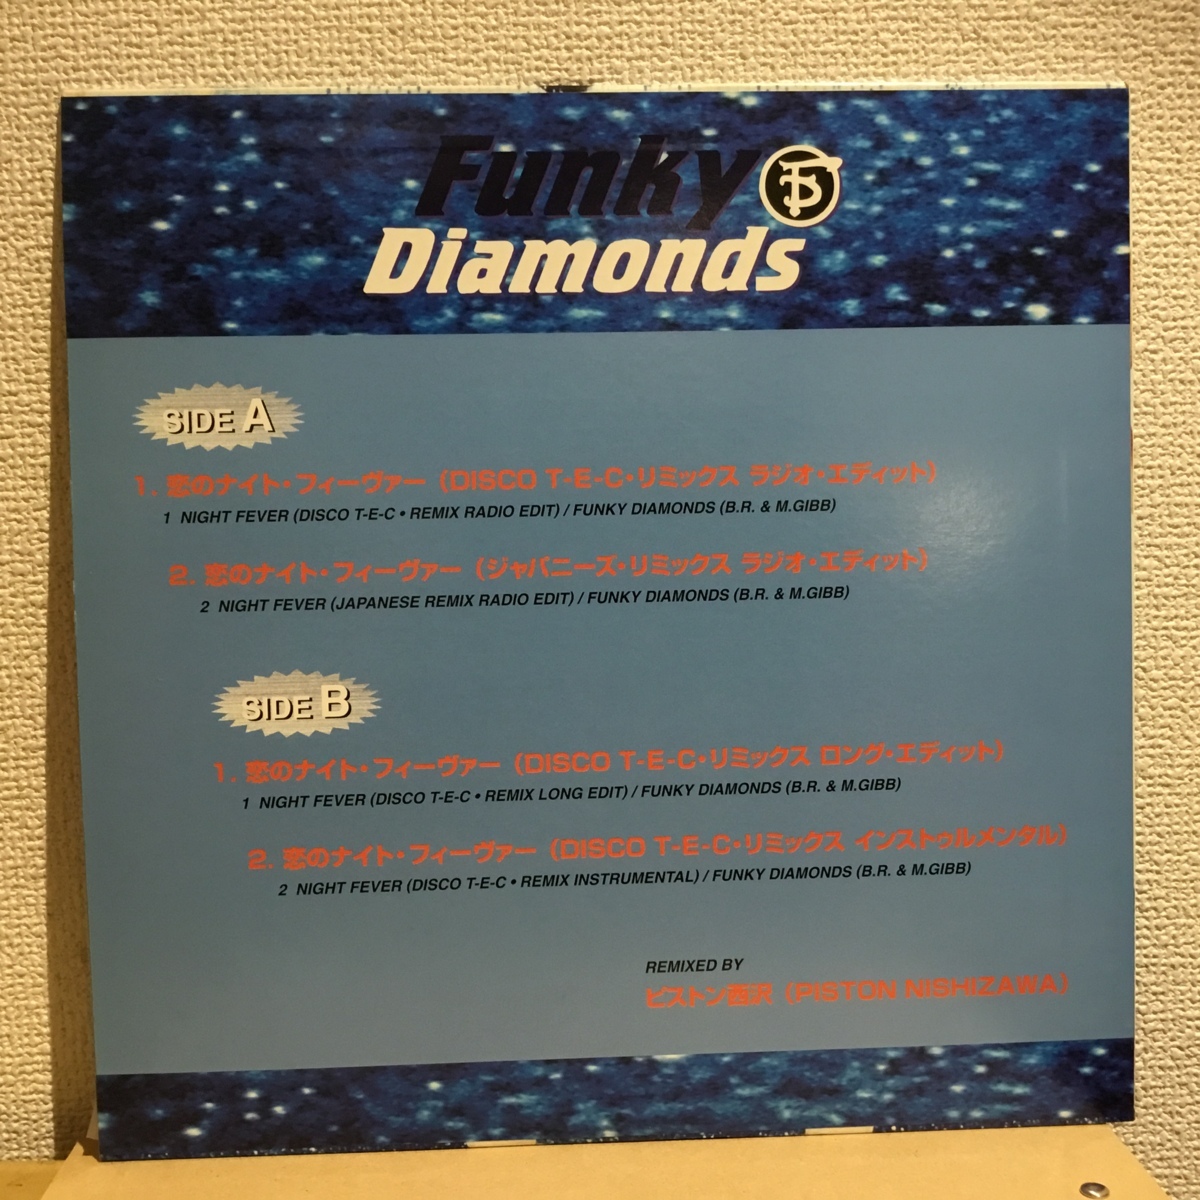 Funky
Diamonds
SIDE A
1. 恋のナイト・フィーヴァー(DISCO T-E-C・リミックス ラジオ・エディット)
1 NIGHT FEVER (DISCO T-E-C • REMIX RADIO EDIT) / FUNKY DIAMONDS (B.R. & M.GIBB)
2. 恋のナイト・フィーヴァー(ジャパニーズ・リミックス ラジオ・エディット)
2 NIGHT FEVER (JAPANESE REMIX RADIO EDIT) / FUNKY DIAMONDS (B.R. & M.GIBB)
SIDE B
1. 恋のナイト・フィーヴァー(DISCO T-E-C・リミックス ロング・エディット)
1 NIGHT FEVER (DISCO T-E-C • REMIX LONG EDIT) / FUNKY DIAMONDS (B.R. & M.GIBB)
2. 恋のナイト・フィーヴァー(DISCO T-E-C・リミックス インストゥルメンタル)
2 NIGHT FEVER (DISCO T-E-C • REMIX INSTRUMENTAL) / FUNKY DIAMONDS (B.R. & M.GIBB)
REMIXED BY
ピストン西沢(PISTON NISHIZAWA)